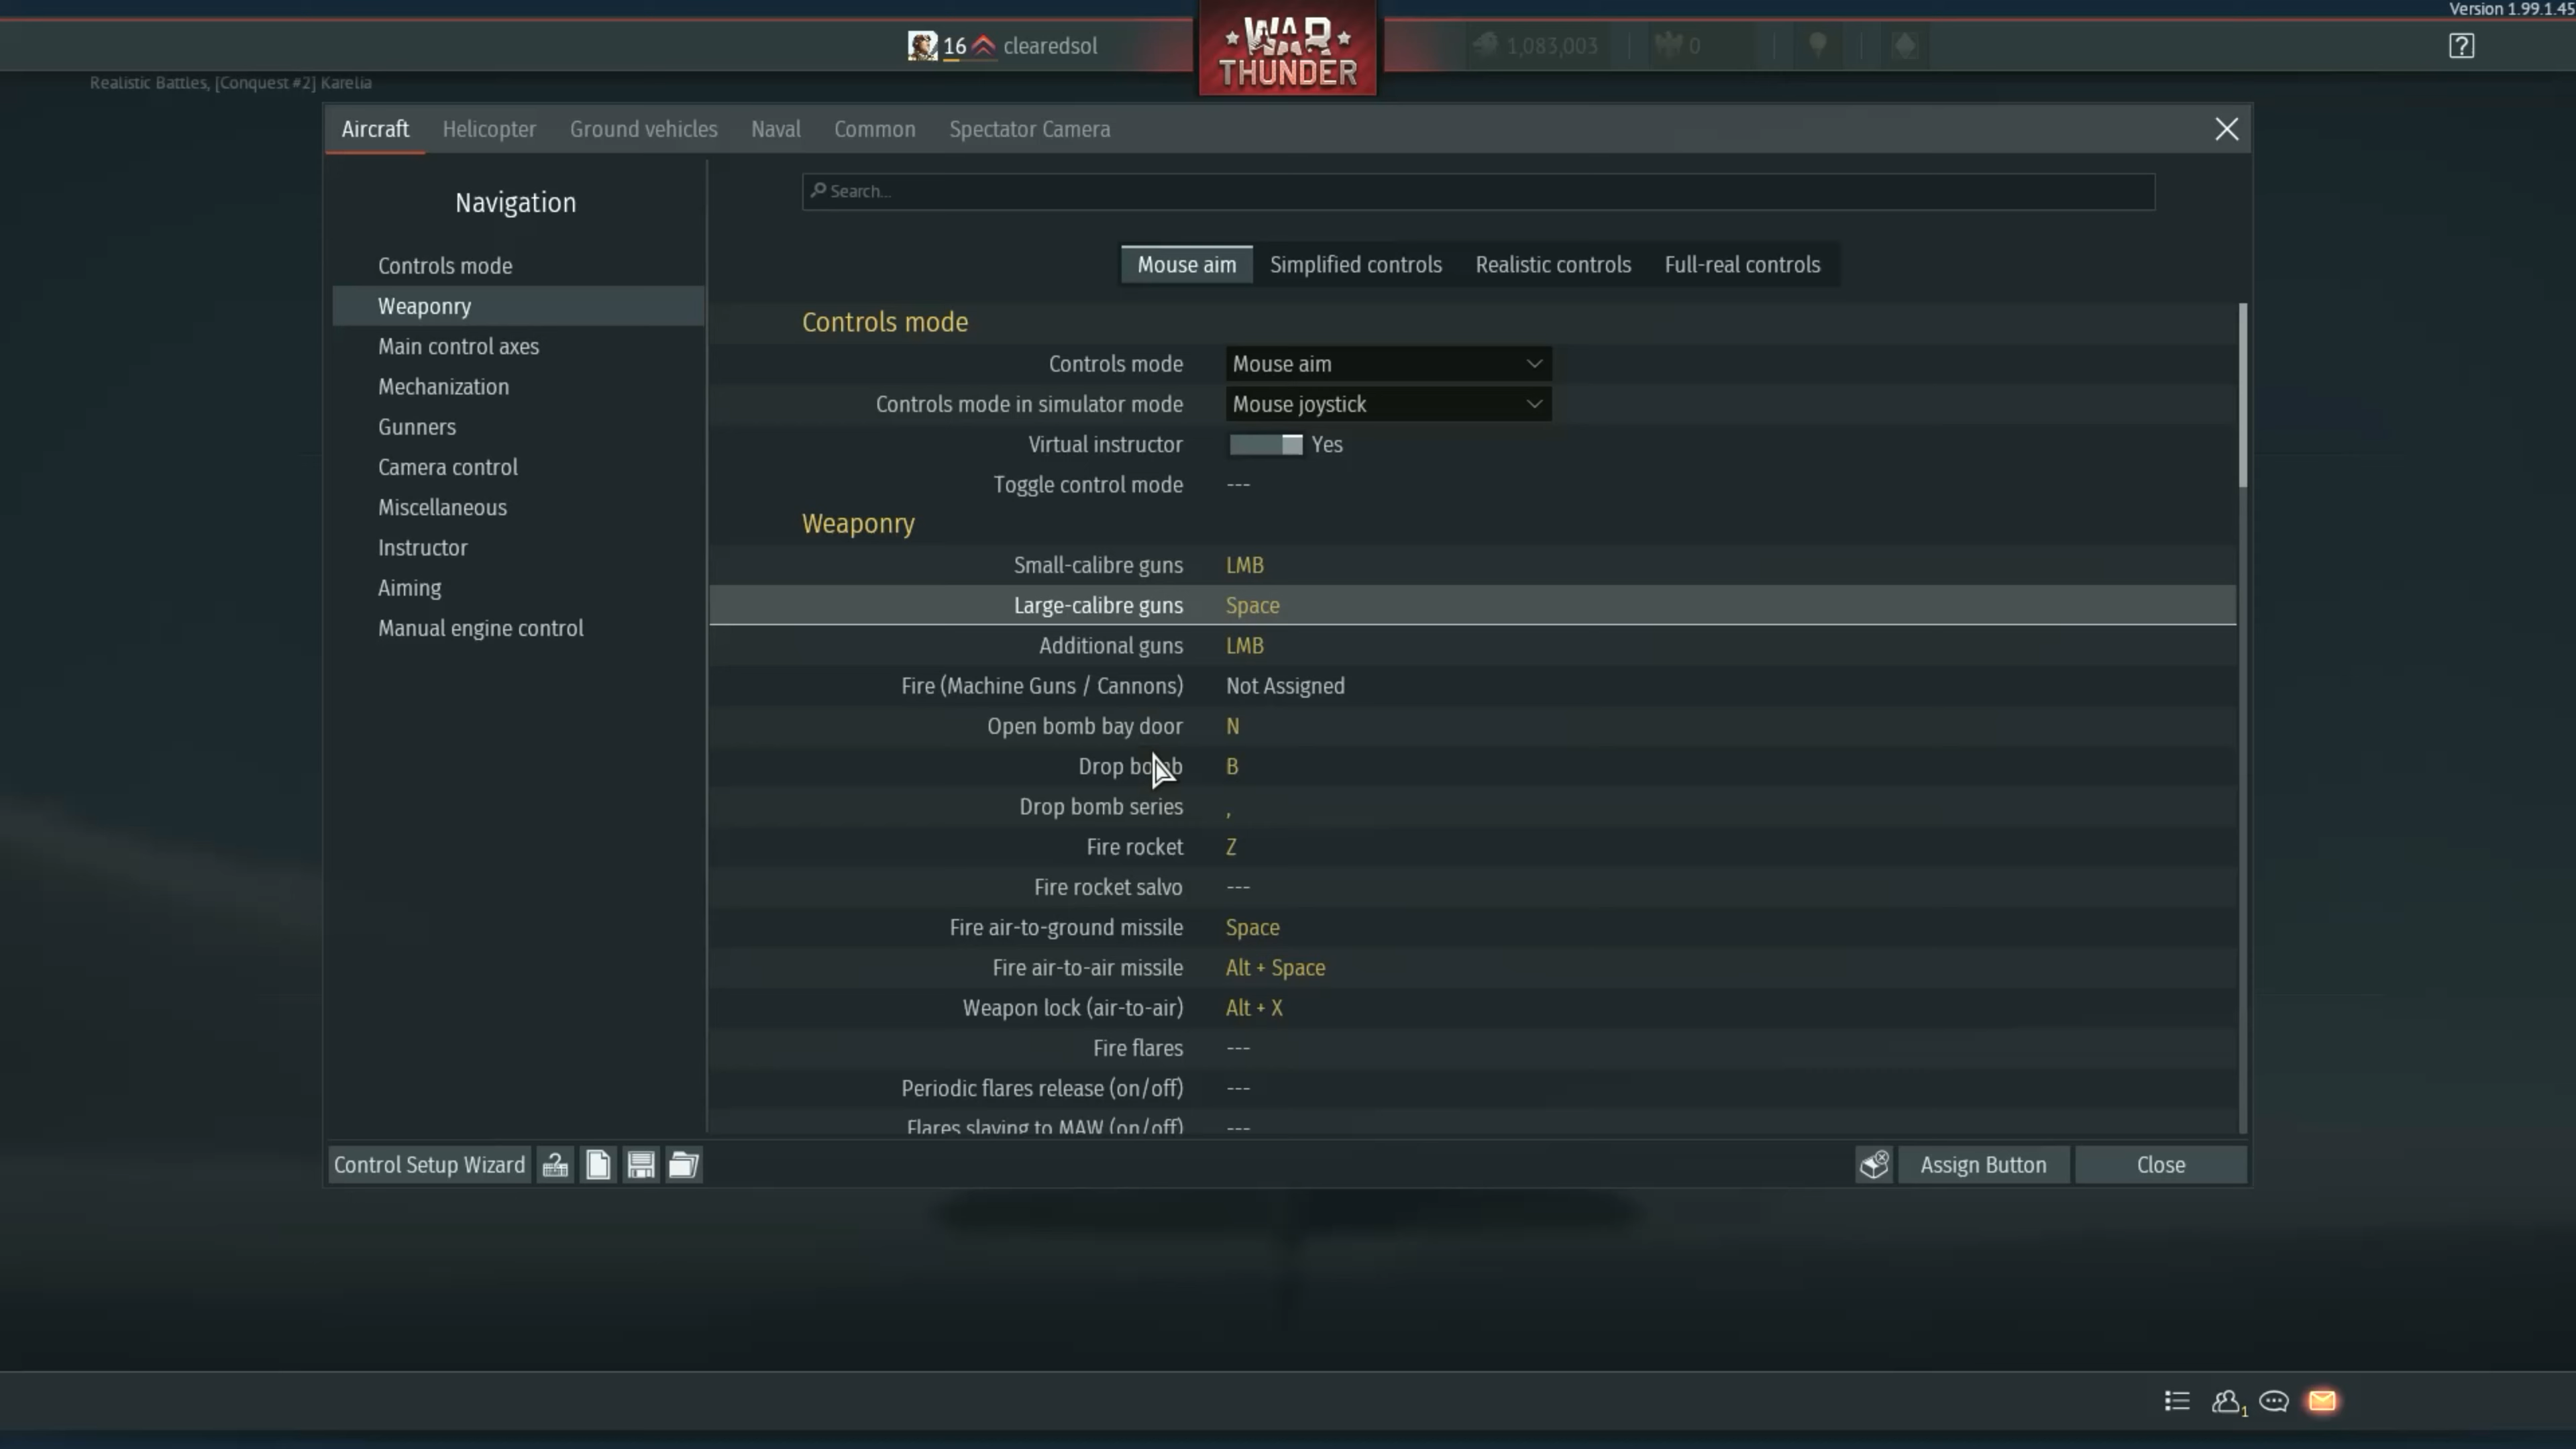 Version 1.99.1.45
16 clearedsol
WAR THUNDER
1,083,003
0
Realistic Battles, [Conquest #2] Karelia
Aircraft Helicopter Ground vehicles Naval Common Spectator Camera
Navigation
Controls mode
Weaponry
Main control axes
Mechanization
Gunners
Camera control
Miscellaneous
Instructor
Aiming
Manual engine control
Search...
Mouse aim Simplified controls Realistic controls Full-real controls
Controls mode
Controls mode Mouse aim
Controls mode in simulator mode Mouse joystick
Virtual instructor Yes
Toggle control mode ---
Weaponry
Small-calibre guns LMB
Large-calibre guns Space
Additional guns LMB
Fire (Machine Guns / Cannons) Not Assigned
Open bomb bay door N
Drop bomb B
Drop bomb series ,
Fire rocket Z
Fire rocket salvo ---
Fire air-to-ground missile Space
Fire air-to-air missile Alt + Space
Weapon lock (air-to-air) Alt + X
Fire flares ---
Periodic flares release (on/off) ---
Flares slaving to MAW (on/off) ---
Control Setup Wizard
Assign Button
Close
1